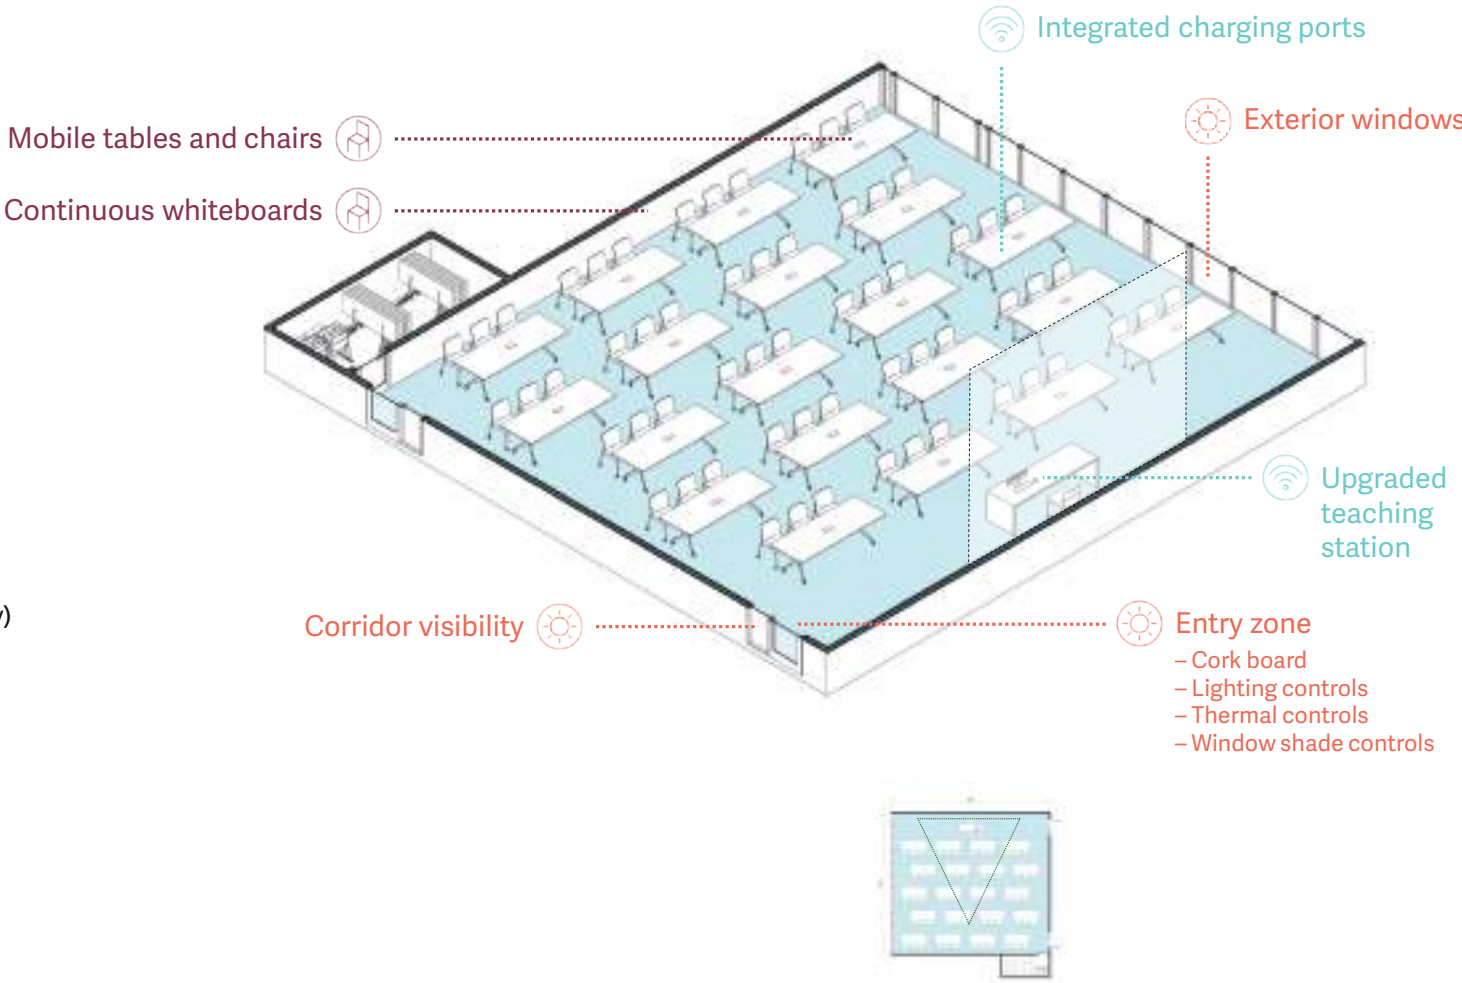 Integrated charging ports
Exterior windows
Mobile tables and chairs
Continuous whiteboards
Upgraded
teaching
station
y)
Corridor visibility
Entry zone
– Cork board
– Lighting controls
– Thermal controls
– Window shade controls